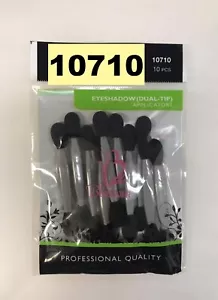 10710
10710
10 PCS
EYESHADOW (DUAL-TIP)
APPLICATORS
PROFESSIONAL QUALITY